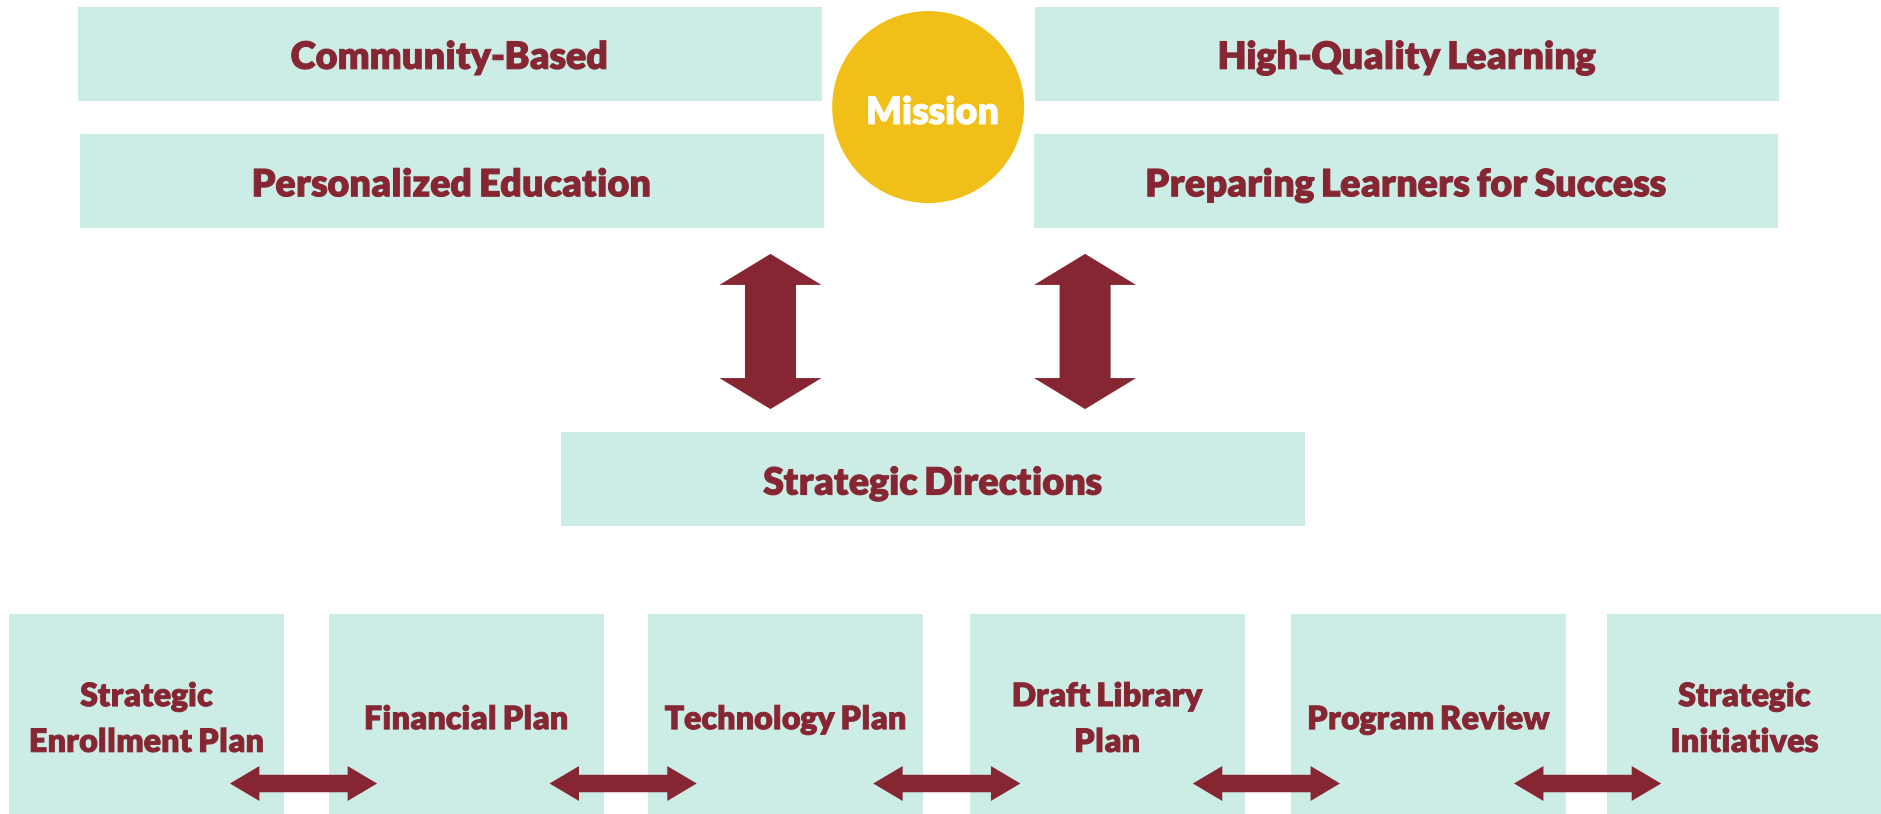 Community-Based
Mission
High-Quality Learning
Personalized Education
Preparing Learners for Success
Strategic Directions
Strategic
Enrollment Plan
Financial Plan
Technology Plan
Draft Library
Plan
Program Review
Strategic
Initiatives